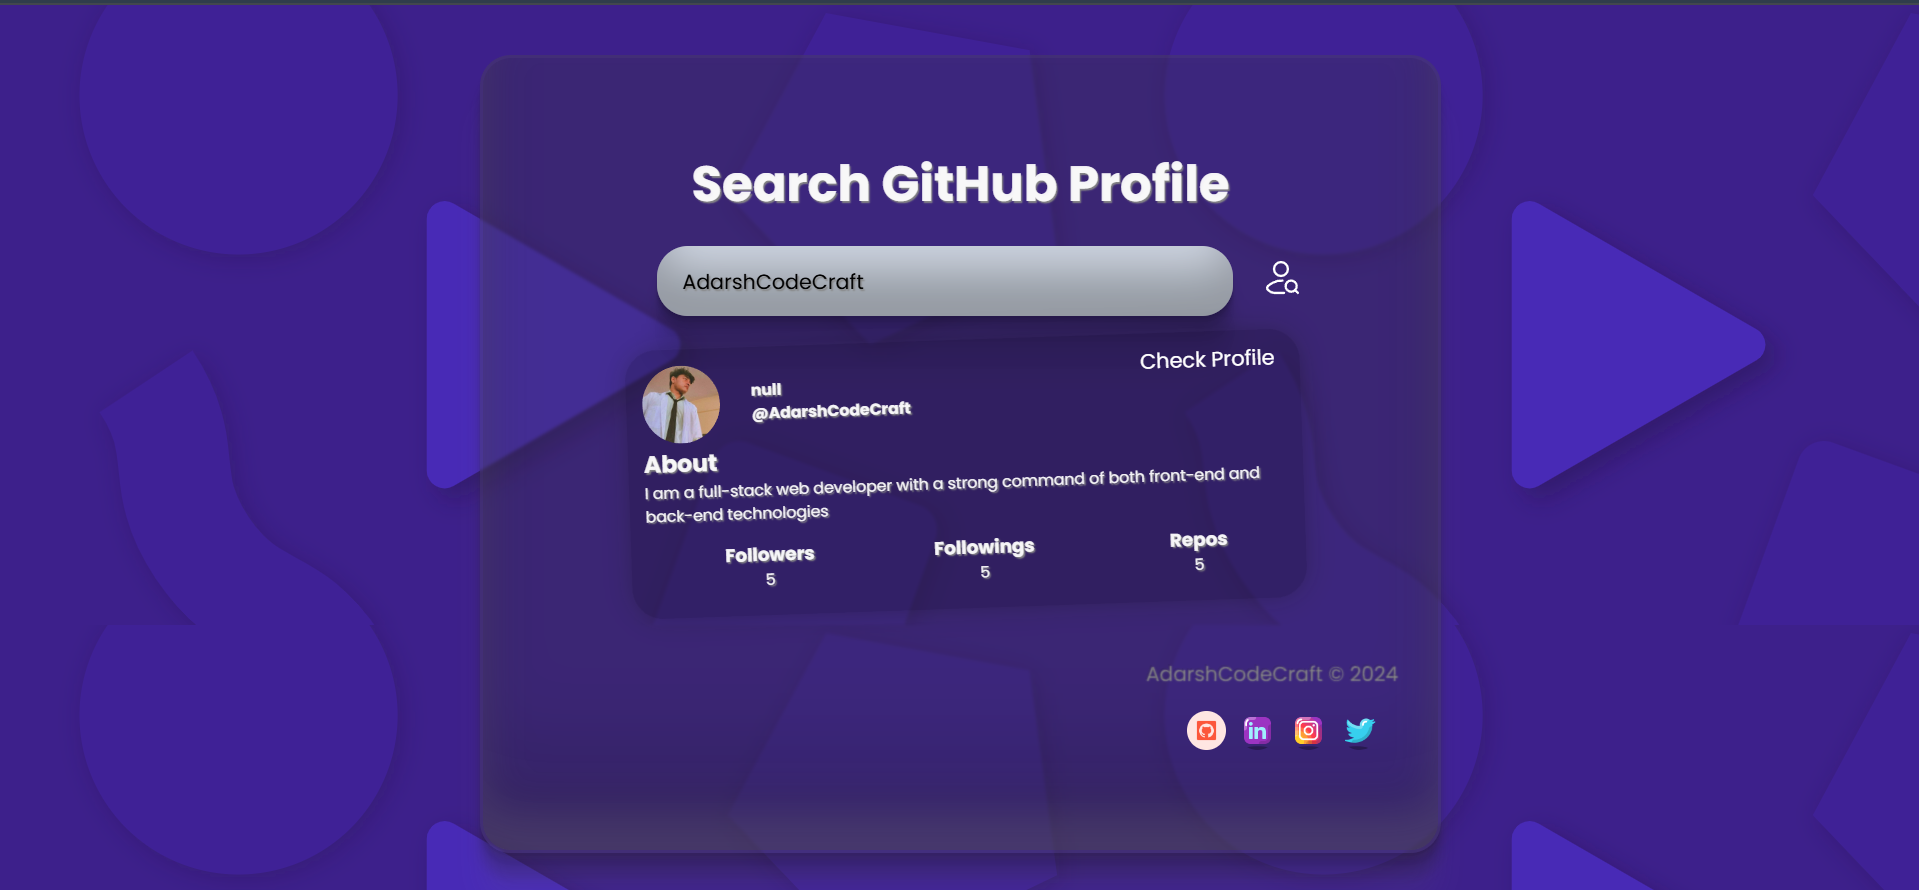 Search GitHub Profile
AdarshCodeCraft
Check Profile
null
@AdarshCodeCraft
About
I am a full-stack web developer with a strong command of both front-end and
back-end technologies
Followers Followings Repos
5 5 5
AdarshCodeCraft © 2024
in